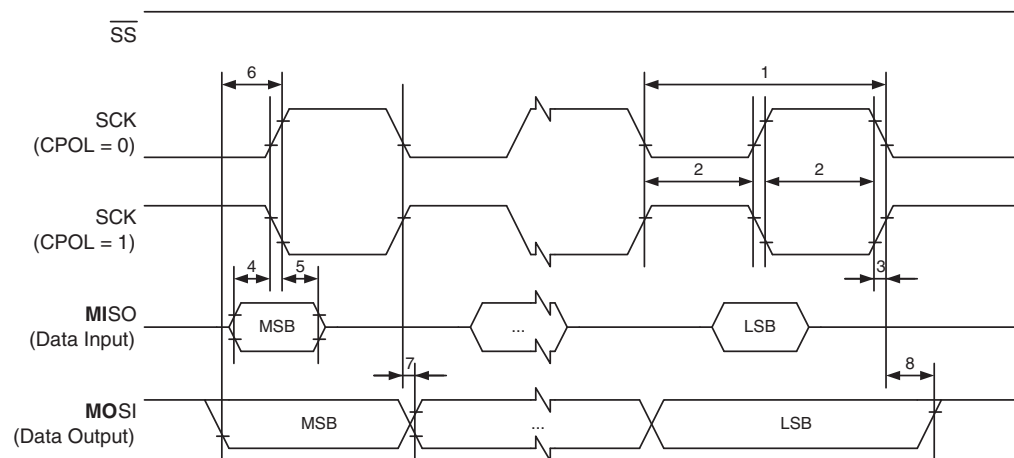 SS
6
1
SCK
(CPOL = 0)
2
2
SCK
(CPOL = 1)
4
5
3
MISO
(Data Input)
MSB
...
LSB
7
8
MOSI
(Data Output)
MSB
...
LSB